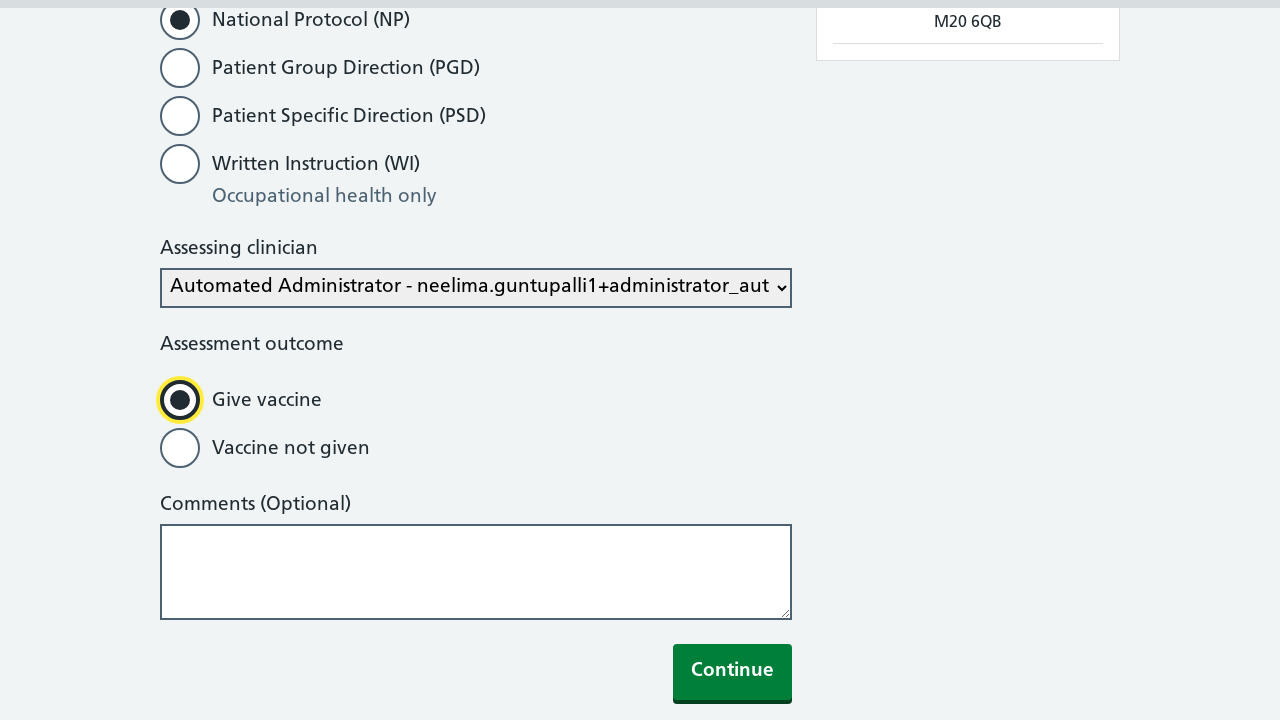 National Protocol (NP)
M20 6QB
Patient Group Direction (PGD)
Patient Specific Direction (PSD)
Written Instruction (WI)
Occupational health only
Assessing clinician
Automated Administrator - neelima.guntupalli1+administrator_aut
Assessment outcome
Give vaccine
Vaccine not given
Comments (Optional)
Continue